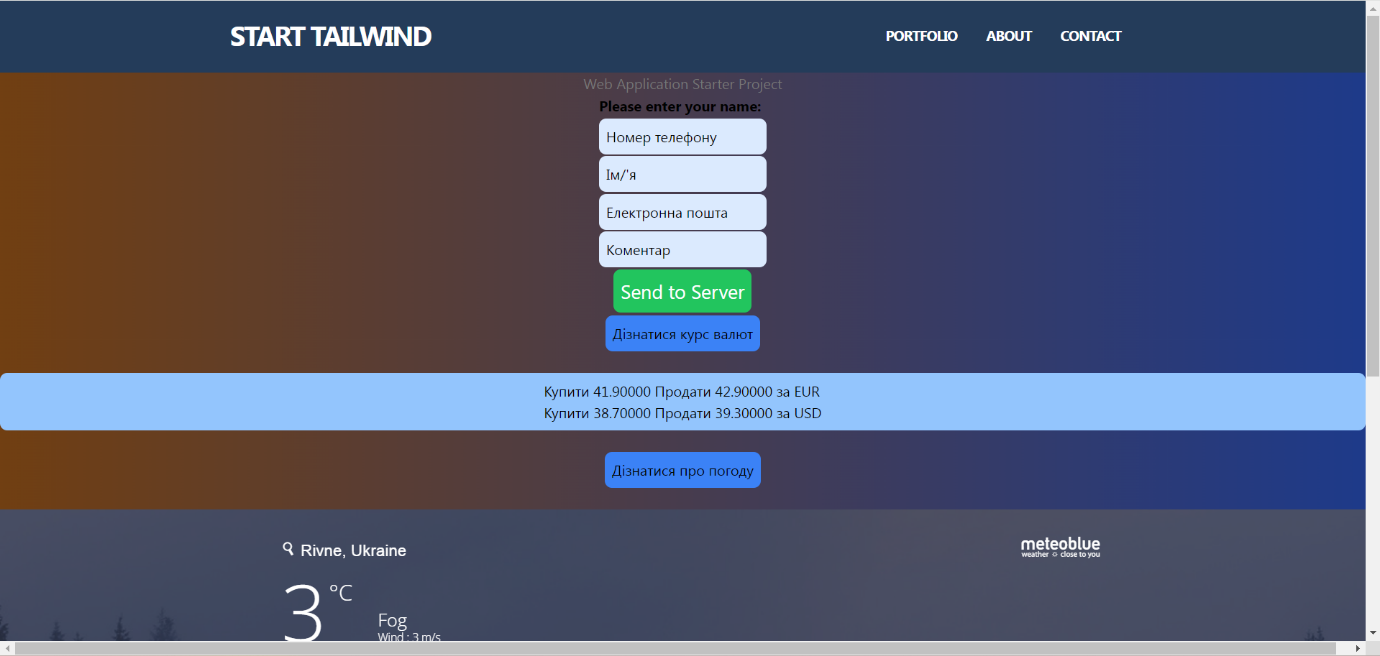 START TAILWIND
PORTFOLIO ABOUT CONTACT
Web Application Starter Project
Please enter your name:
Номер телефону
Ім/'я
Електронна пошта
Коментар
Send to Server
Дізнатися курс валют
Купити 41.90000 Продати 42.90000 за EUR
Купити 38.70000 Продати 39.30000 за USD
Дізнатися про погоду
Rivne, Ukraine
meteoblue
weather close to you
3 °C
Fog
Wind : 3 m/s